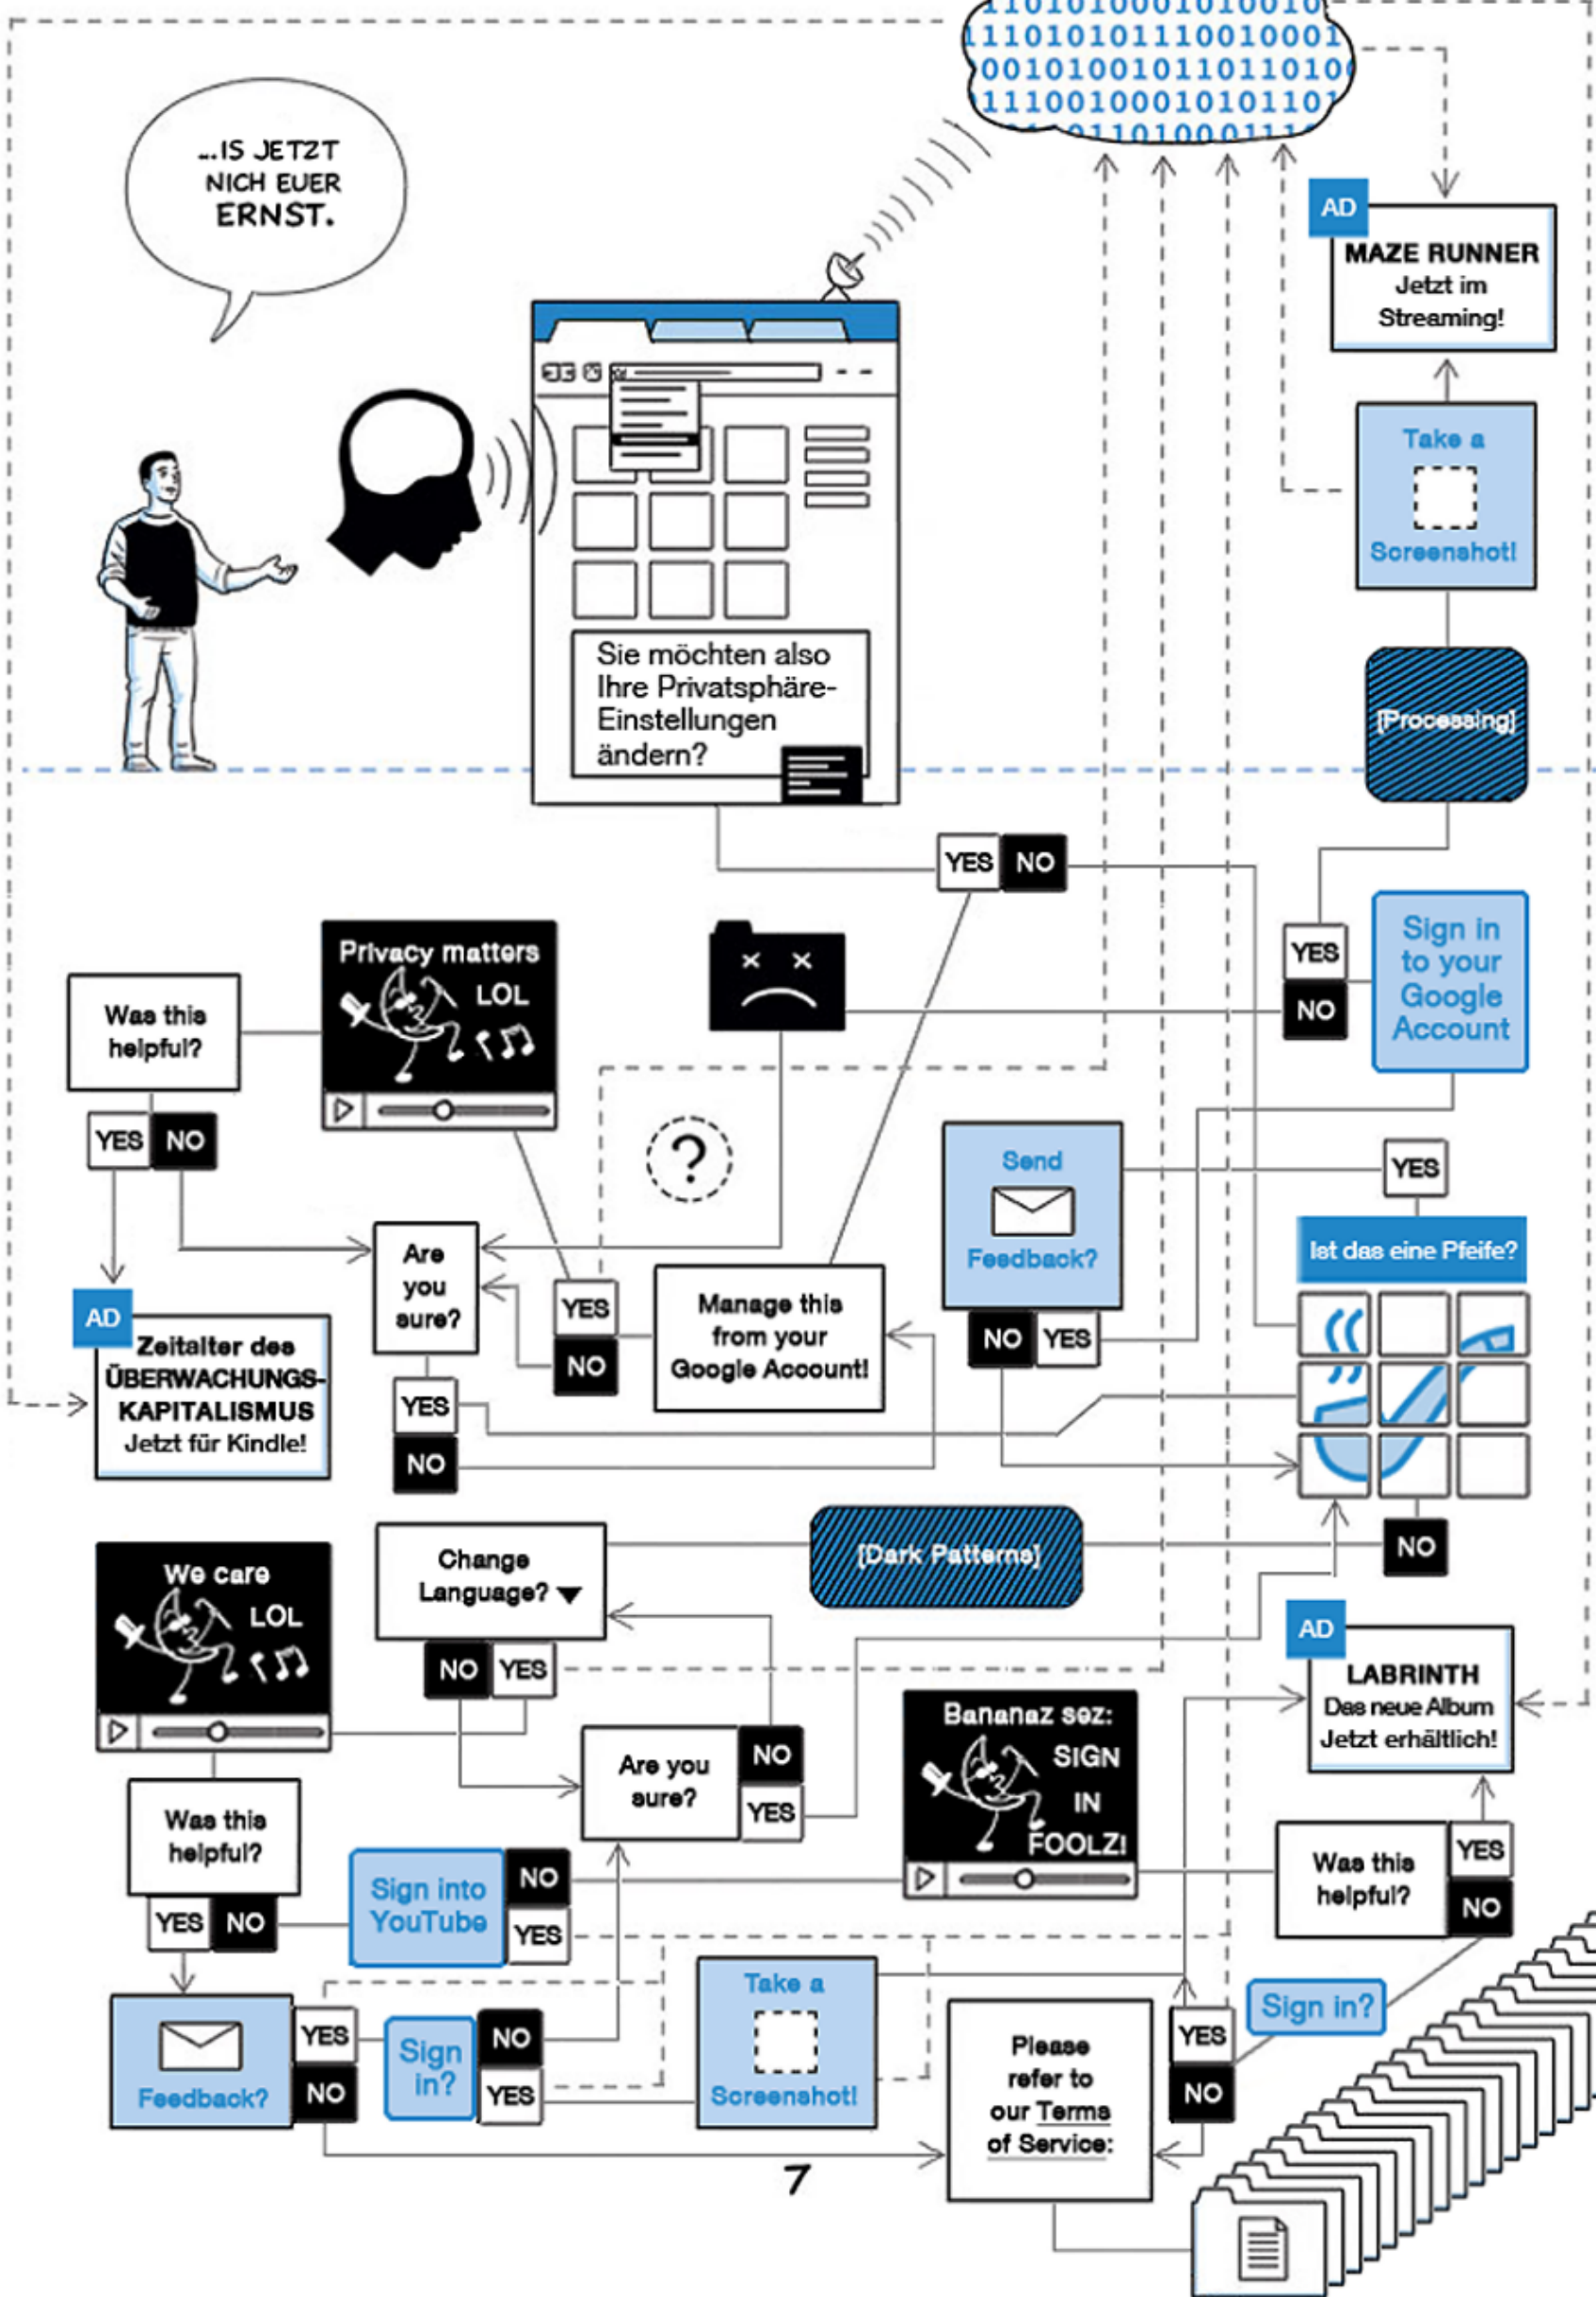 1101010001010010
111010101110010001
001010010110110100
111100100010101101
01101000111
...IS JETZT
NICH EUER
ERNST.
AD
MAZE RUNNER
Jetzt im
Streaming!
Take a
Screenshot!
[Processing]
Sie möchten also
Ihre Privatsphäre-
Einstellungen
ändern?
YES NO
Sign in
to your
Google
Account
YES
NO
Privacy matters
LOL
Was this
helpful?
YES NO
?
Send
Feedback?
NO YES
YES
Ist das eine Pfeife?
Are
you
sure?
YES
NO
YES
NO
Manage this
from your
Google Account!
AD
Zeitalter des
ÜBERWACHUNGS-
KAPITALISMUS
Jetzt für Kindle!
NO
[Dark Patterns]
Change
Language?
NO YES
We care
LOL
AD
LABRINTH
Das neue Album
Jetzt erhältlich!
Are you
sure?
NO
YES
Bananaz sez:
SIGN
IN
FOOLZ!
Was this
helpful?
YES
NO
Was this
helpful?
YES NO
Sign into
YouTube
NO
YES
Sign in?
Feedback?
YES
NO
Sign
in?
NO
YES
Take a
Screenshot!
Please
refer to
our Terms
of Service:
YES
NO
7